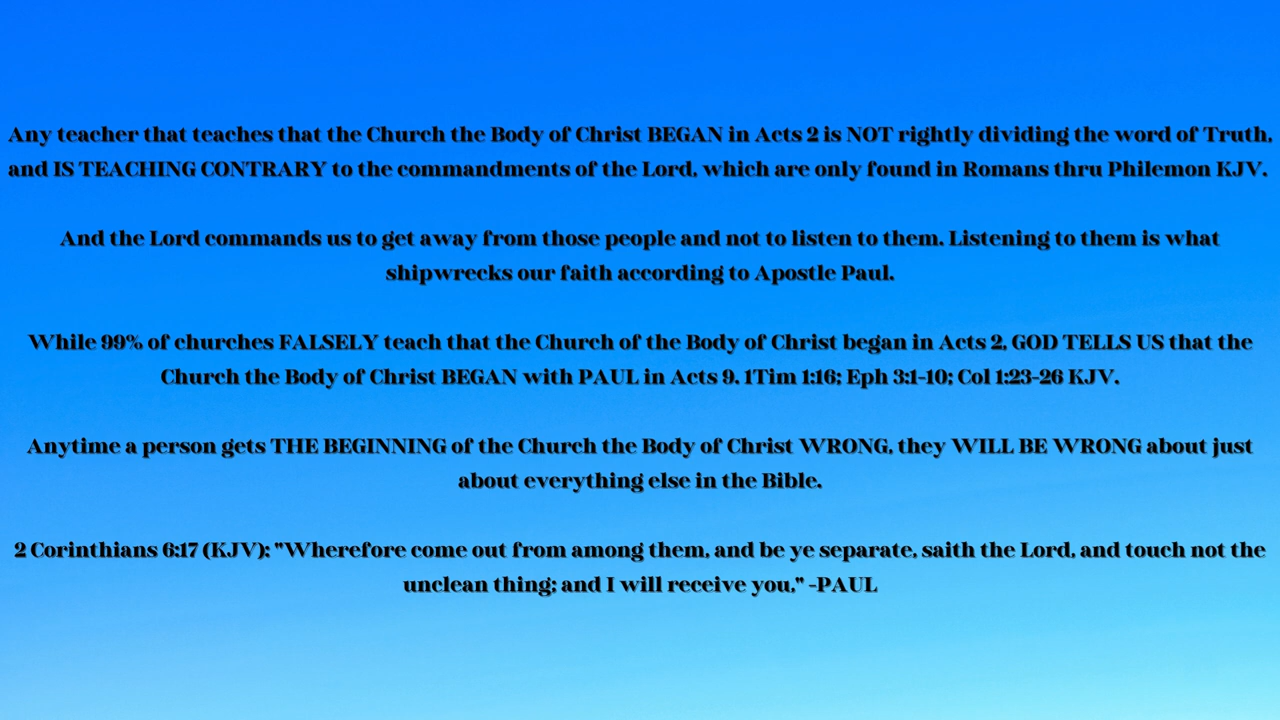 Any teacher that teaches that the Church the Body of Christ BEGAN in Acts 2 is NOT rightly dividing the word of Truth,
and IS TEACHING CONTRARY to the commandments of the Lord, which are only found in Romans thru Philemon KJV.
And the Lord commands us to get away from those people and not to listen to them. Listening to them is what
shipwrecks our faith according to Apostle Paul.
While 99% of churches FALSELY teach that the Church of the Body of Christ began in Acts 2, GOD TELLS US that the
Church the Body of Christ BEGAN with PAUL in Acts 9. 1Tim 1:16; Eph 3:1-10; Col 1:23-26 KJV.
Anytime a person gets THE BEGINNING of the Church the Body of Christ WRONG, they WILL BE WRONG about just
about everything else in the Bible.
2 Corinthians 6:17 (KJV); "Wherefore come out from among them, and be ye separate, saith the Lord, and touch not the
unclean thing; and I will receive you," -PAUL